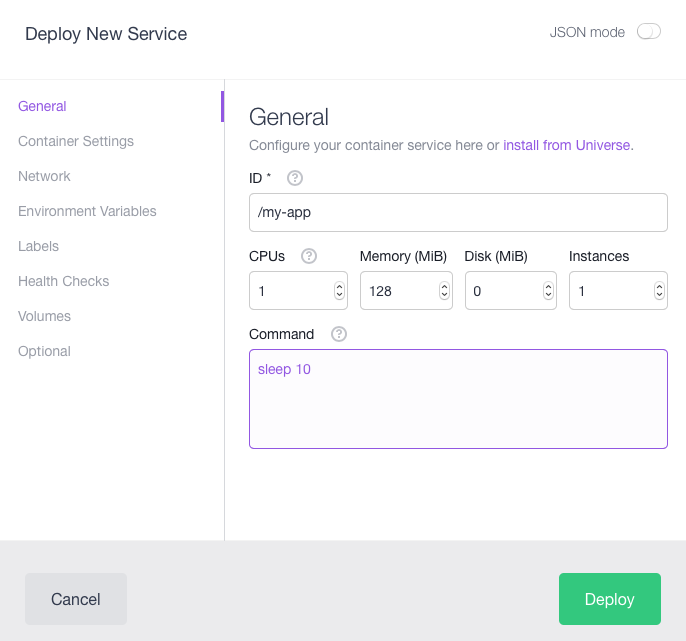 Deploy New Service
JSON mode
General
Container Settings
Network
Environment Variables
Labels
Health Checks
Volumes
Optional
General
Configure your container service here or install from Universe.
ID * ?
/my-app
CPUs ? Memory (MiB) Disk (MiB) Instances
1 128 0 1
Command ?
sleep 10
Cancel Deploy